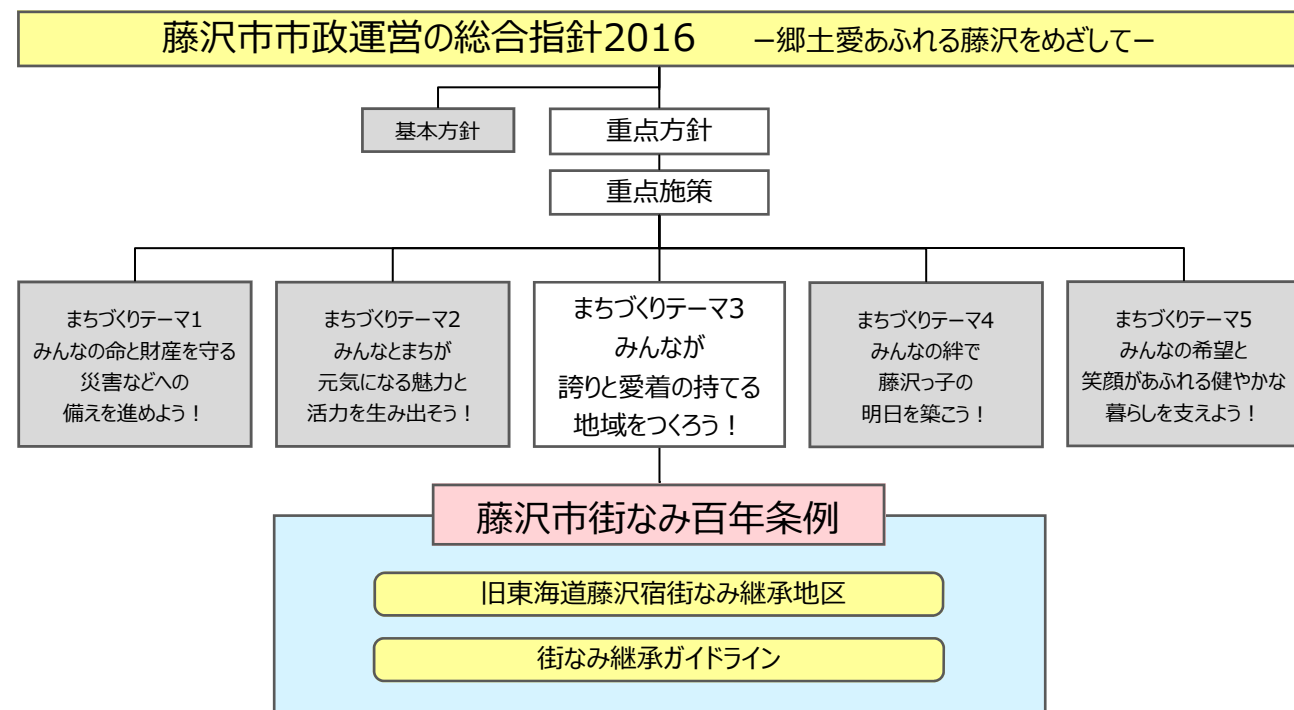 藤沢市市政運営の総合指針2016 －郷土愛あふれる藤沢をめざして－
基本方針
重点方針
重点施策
まちづくりテーマ1
みんなの命と財産を守る
災害などへの
備えを進めよう！
まちづくりテーマ2
みんなとまちが
元気になる魅力と
活力を生み出そう！
まちづくりテーマ3
みんなが
誇りと愛着の持てる
地域をつくろう！
まちづくりテーマ4
みんなの絆で
藤沢っ子の
明日を築こう！
まちづくりテーマ5
みんなの希望と
笑顔があふれる健やかな
暮らしを支えよう！
藤沢市街なみ百年条例
旧東海道藤沢宿街なみ継承地区
街なみ継承ガイドライン